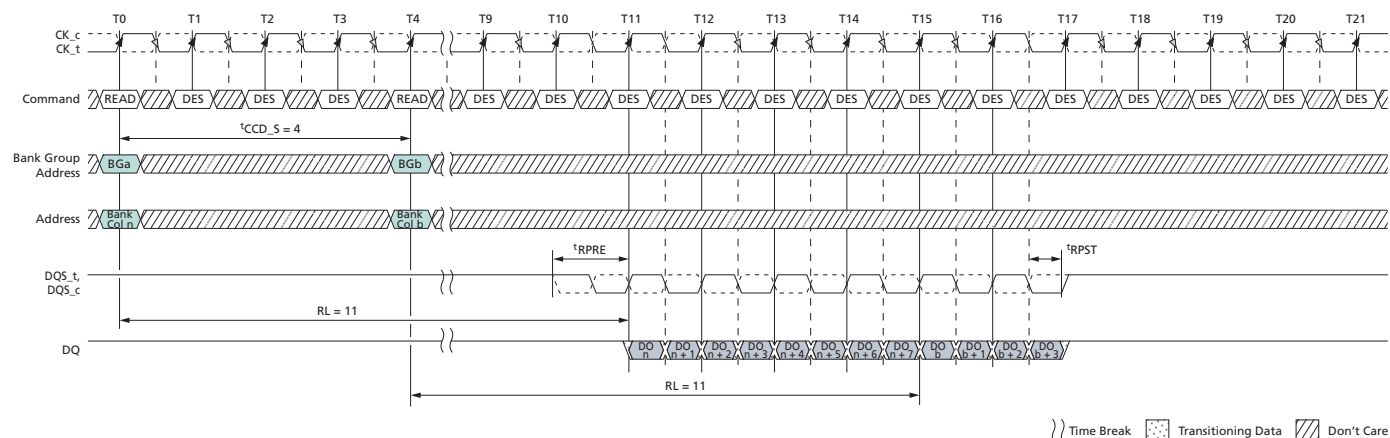 T0 T1 T2 T3 T4 T9 T10 T11 T12 T13 T14 T15 T16 T17 T18 T19 T20 T21
CK_c
CK_t
Command READ DES DES DES READ DES DES DES DES DES DES DES DES DES DES DES DES DES
tCCD_S = 4
Bank Group
Address
BGa BGb
Address
Bank
Col n
Bank
Col b
tRPRE tRPST
DQS_t,
DQS_c
RL = 11
DQ
DO
n
DO
n + 1
DO
n + 2
DO
n + 3
DO
n + 4
DO
n + 5
DO
n + 6
DO
n + 7
DO
b
DO
b + 1
DO
b + 2
DO
b + 3
RL = 11
Time Break Transitioning Data Don't Care